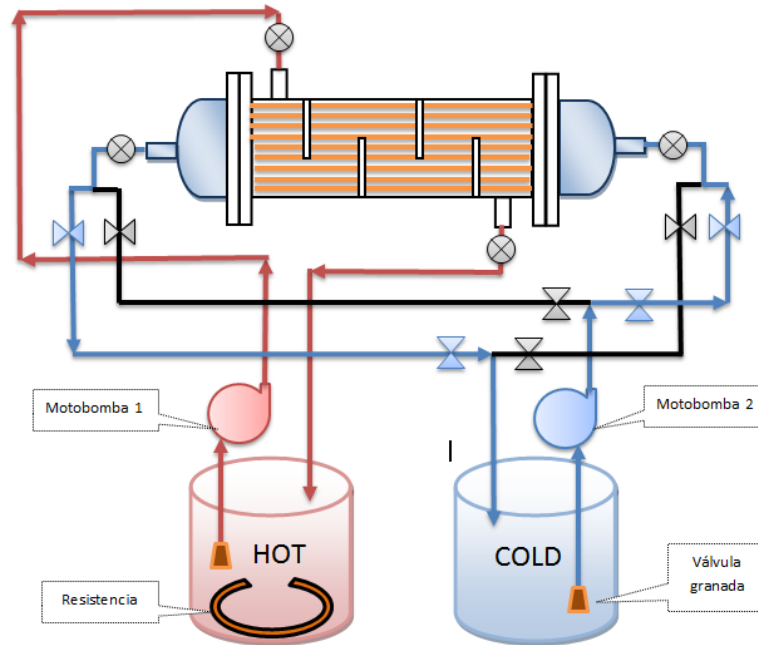 Motobomba 1
Motobomba 2
HOT
COLD
Resistencia
Válvula
granada